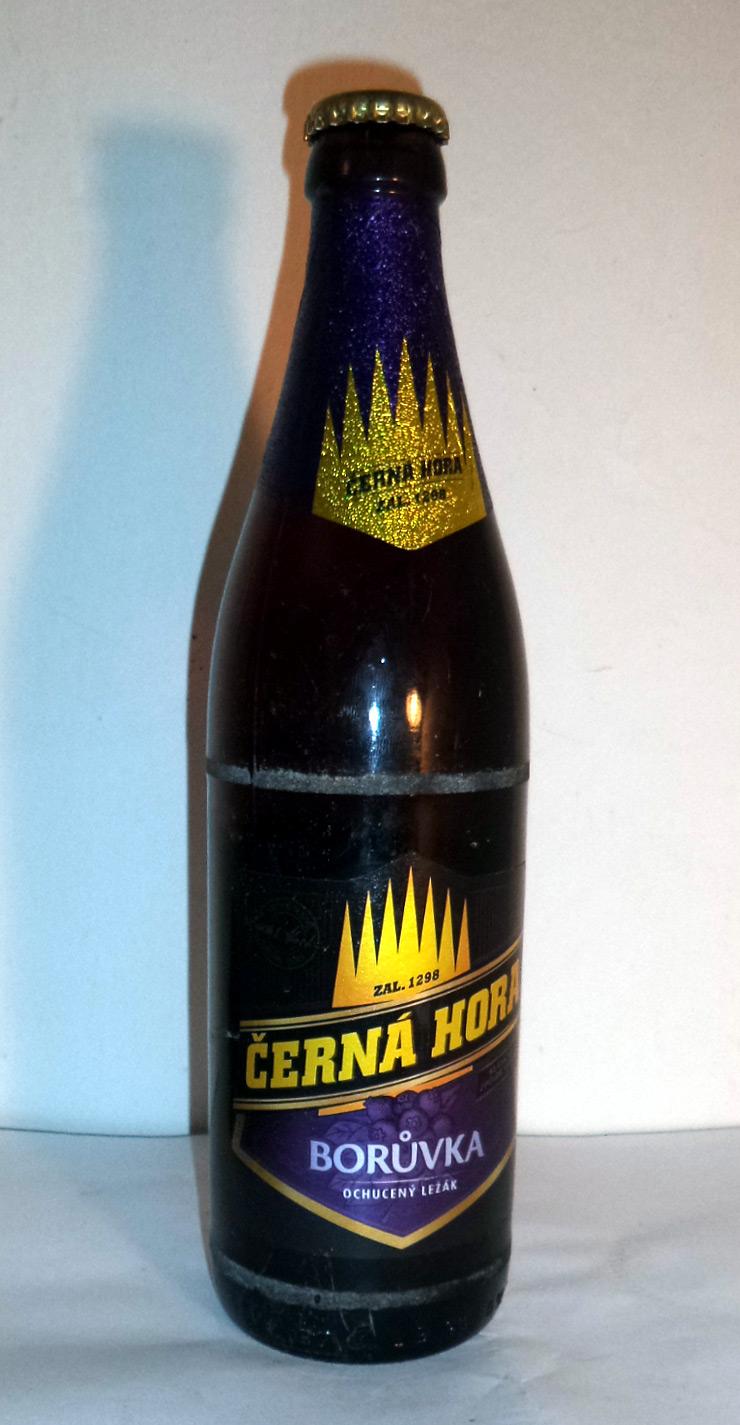 ČERNÁ HORA
ZAL. 1298
ZAL. 1298
ČERNÁ HORA
BORŮVKA
OCHUCENÝ LEŽÁK